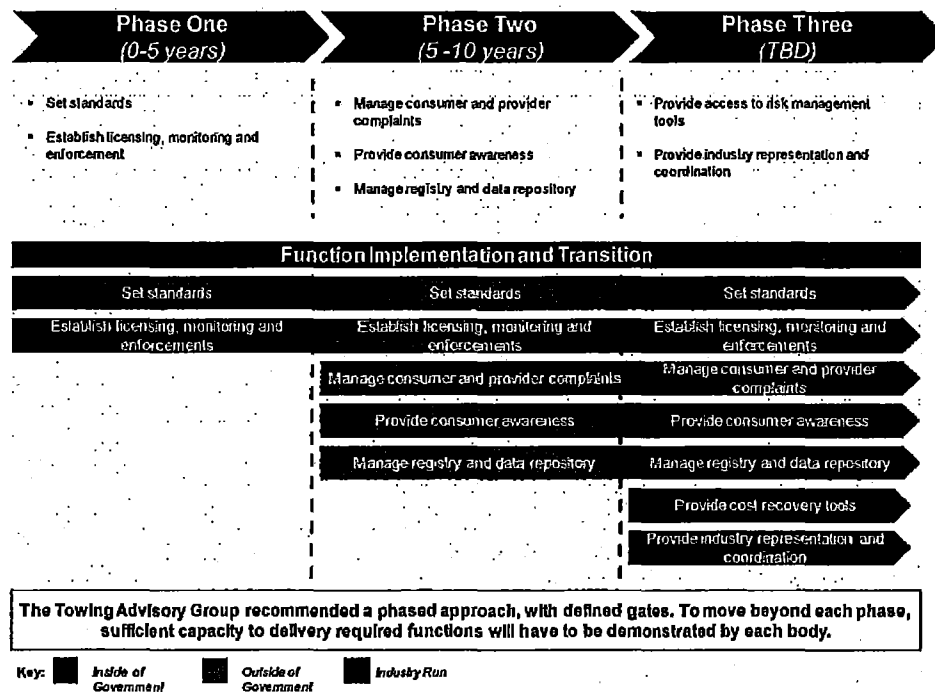 Phase One
(0-5 years)
Phase Two
(5-10 years)
Phase Three
(TBD)
▪ Set standards
▪ Establish licensing, monitoring and
enforcement
▪ Manage consumer and provider
complaints
▪ Provide consumer awareness
▪ Manage registry and data repository
▪ Provide access to risk management
tools
▪ Provide industry representation and
coordination
Function Implementation and Transition
Set standards
Set standards
Set standards
Establish licensing, monitoring and
enforcements
Establish licensing, monitoring and
enforcements
Establish licensing, monitoring and
enforcements
Manage consumer and provider complaints
Manage consumer and provider
complaints
Provide consumer awareness
Provide consumer awareness
Manage registry and data repository
Manage registry and data repository
Provide cost recovery tools
Provide industry representation and
coordination
The Towing Advisory Group recommended a phased approach, with defined gates. To move beyond each phase,
sufficient capacity to delivery required functions will have to be demonstrated by each body.
Key:
Inside of
Government
Outside of
Government
Industry Run